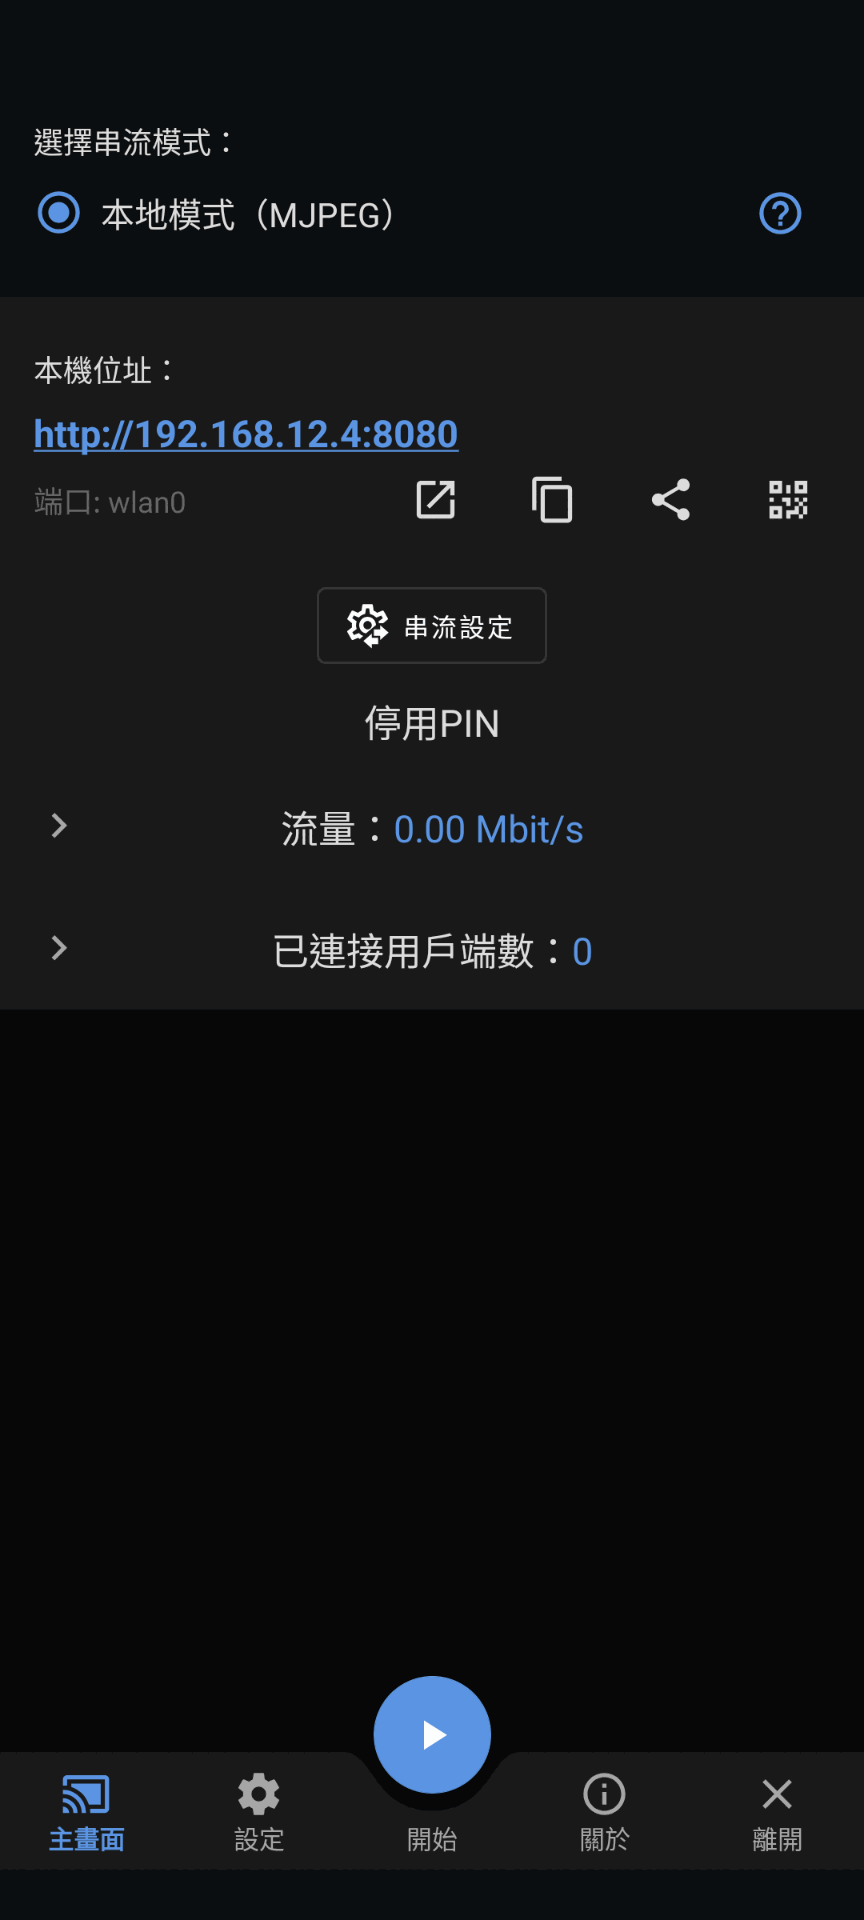 選擇串流模式：
本地模式（MJPEG）
本機位址：
http://192.168.12.4:8080
端口: wlan0
串流設定
停用PIN
流量：0.00 Mbit/s
已連接用戶端數：0
主畫面
設定
開始
關於
離開